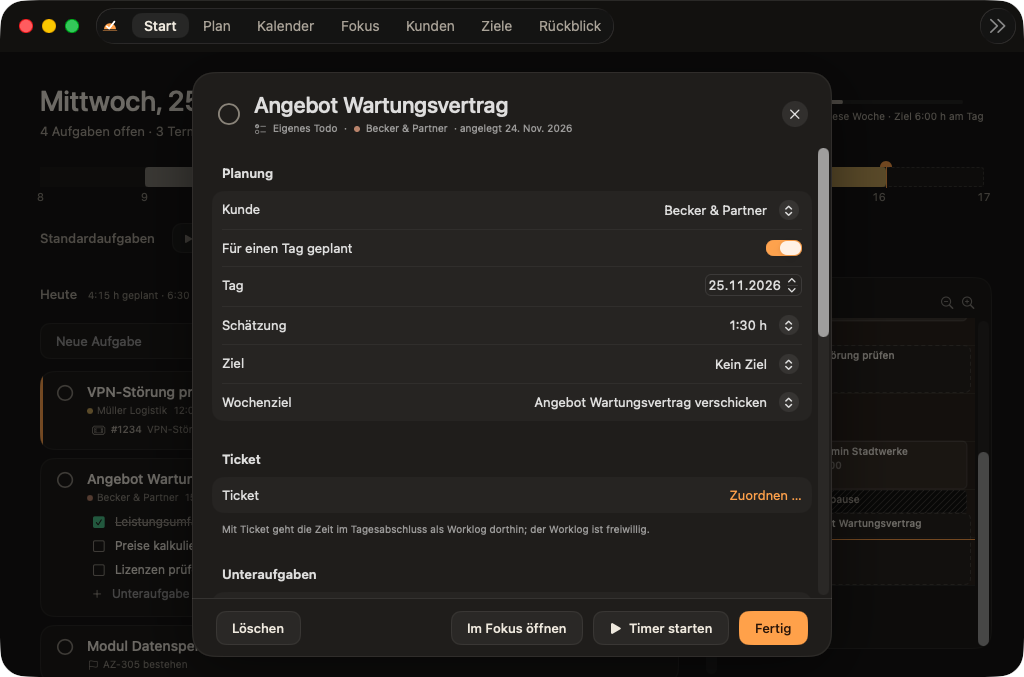 Start Plan Kalender Fokus Kunden Ziele Rückblick
Mittwoch, 25
4 Aufgaben offen · 3 Tern
ese Woche · Ziel 6:00 h am Tag
8 9 16 17
Standardaufgaben
Heute 4:15 h geplant · 6:30
Neue Aufgabe
VPN-Störung pr
Müller Logistik 12:0
#1234 VPN-Stör
Angebot Wartun
Becker & Partner 15
Leistungsumf
Preise kalkulie
Lizenzen prüf
+ Unteraufgabe
Modul Datenspe
AZ-305 bestehen
Angebot Wartungsvertrag
Eigenes Todo · Becker & Partner · angelegt 24. Nov. 2026
Planung
Kunde Becker & Partner
Für einen Tag geplant
Tag 25.11.2026
Schätzung 1:30 h
Ziel Kein Ziel
Wochenziel Angebot Wartungsvertrag verschicken
Ticket
Ticket Zuordnen ...
Mit Ticket geht die Zeit im Tagesabschluss als Worklog dorthin; der Worklog ist freiwillig.
Unteraufgaben
Löschen Im Fokus öffnen Timer starten Fertig
örung prüfen
min Stadtwerke
00
pause
t Wartungsvertrag